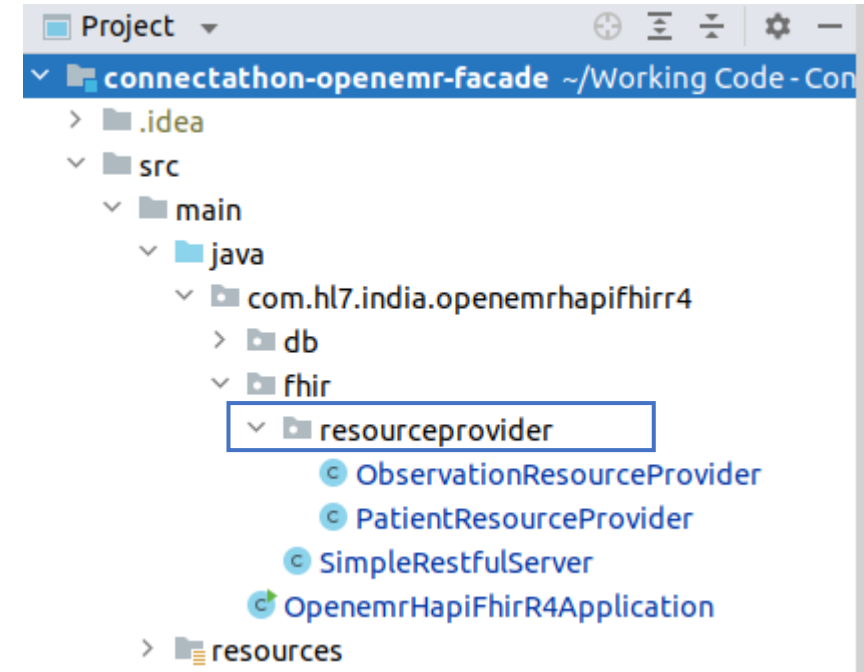 Project
connectathon-openemr-facade ~/Working Code - Con
.idea
src
main
java
com.hl7.india.openemrhapifhirr4
db
fhir
resourceprovider
ObservationResourceProvider
PatientResourceProvider
SimpleRestfulServer
OpenemrHapiFhirR4Application
resources